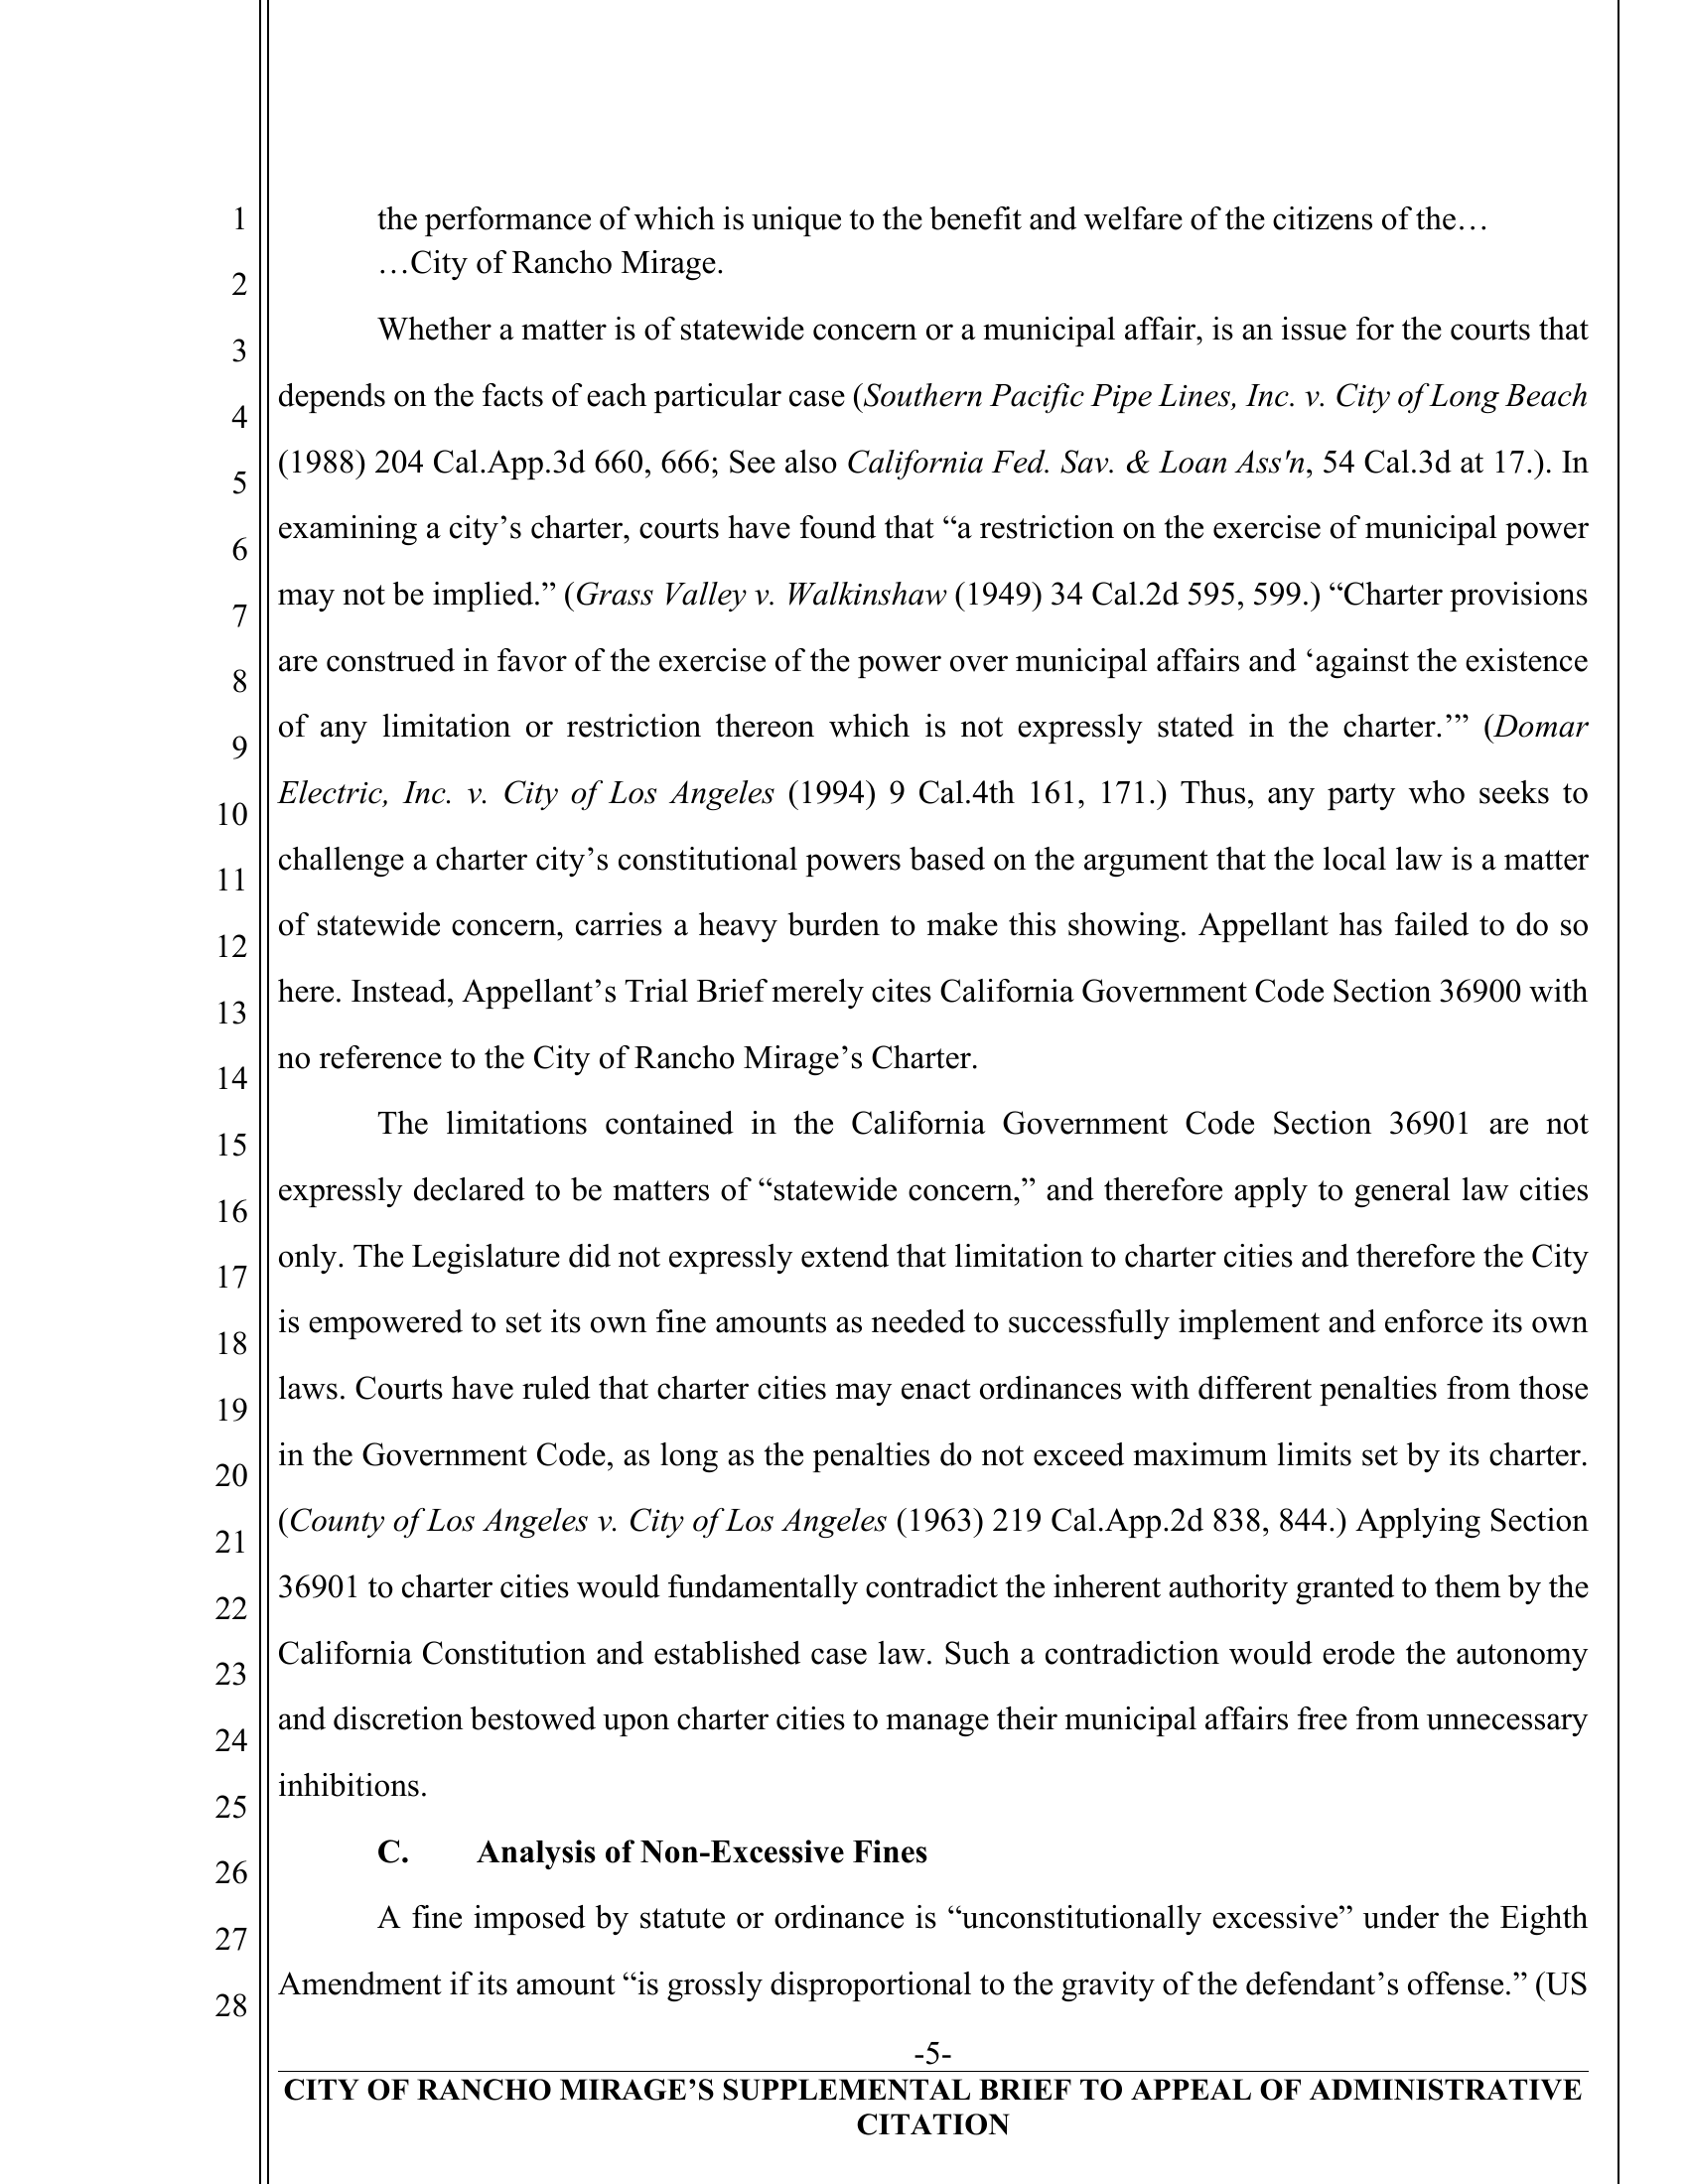 1 the performance of which is unique to the benefit and welfare of the citizens of the…
2 …City of Rancho Mirage.
3 Whether a matter is of statewide concern or a municipal affair, is an issue for the courts that
4 depends on the facts of each particular case (Southern Pacific Pipe Lines, Inc. v. City of Long Beach
5 (1988) 204 Cal.App.3d 660, 666; See also California Fed. Sav. & Loan Ass'n, 54 Cal.3d at 17.). In
6 examining a city’s charter, courts have found that “a restriction on the exercise of municipal power
7 may not be implied.” (Grass Valley v. Walkinshaw (1949) 34 Cal.2d 595, 599.) “Charter provisions
8 are construed in favor of the exercise of the power over municipal affairs and ‘against the existence
9 of any limitation or restriction thereon which is not expressly stated in the charter.’” (Domar
10 Electric, Inc. v. City of Los Angeles (1994) 9 Cal.4th 161, 171.) Thus, any party who seeks to
11 challenge a charter city’s constitutional powers based on the argument that the local law is a matter
12 of statewide concern, carries a heavy burden to make this showing. Appellant has failed to do so
13 here. Instead, Appellant’s Trial Brief merely cites California Government Code Section 36900 with
14 no reference to the City of Rancho Mirage’s Charter.
15 The limitations contained in the California Government Code Section 36901 are not
16 expressly declared to be matters of “statewide concern,” and therefore apply to general law cities
17 only. The Legislature did not expressly extend that limitation to charter cities and therefore the City
18 is empowered to set its own fine amounts as needed to successfully implement and enforce its own
19 laws. Courts have ruled that charter cities may enact ordinances with different penalties from those
20 in the Government Code, as long as the penalties do not exceed maximum limits set by its charter.
21 (County of Los Angeles v. City of Los Angeles (1963) 219 Cal.App.2d 838, 844.) Applying Section
22 36901 to charter cities would fundamentally contradict the inherent authority granted to them by the
23 California Constitution and established case law. Such a contradiction would erode the autonomy
24 and discretion bestowed upon charter cities to manage their municipal affairs free from unnecessary
25 inhibitions.
26 C. Analysis of Non-Excessive Fines
27 A fine imposed by statute or ordinance is “unconstitutionally excessive” under the Eighth
28 Amendment if its amount “is grossly disproportional to the gravity of the defendant’s offense.” (US
-5-
CITY OF RANCHO MIRAGE’S SUPPLEMENTAL BRIEF TO APPEAL OF ADMINISTRATIVE
CITATION